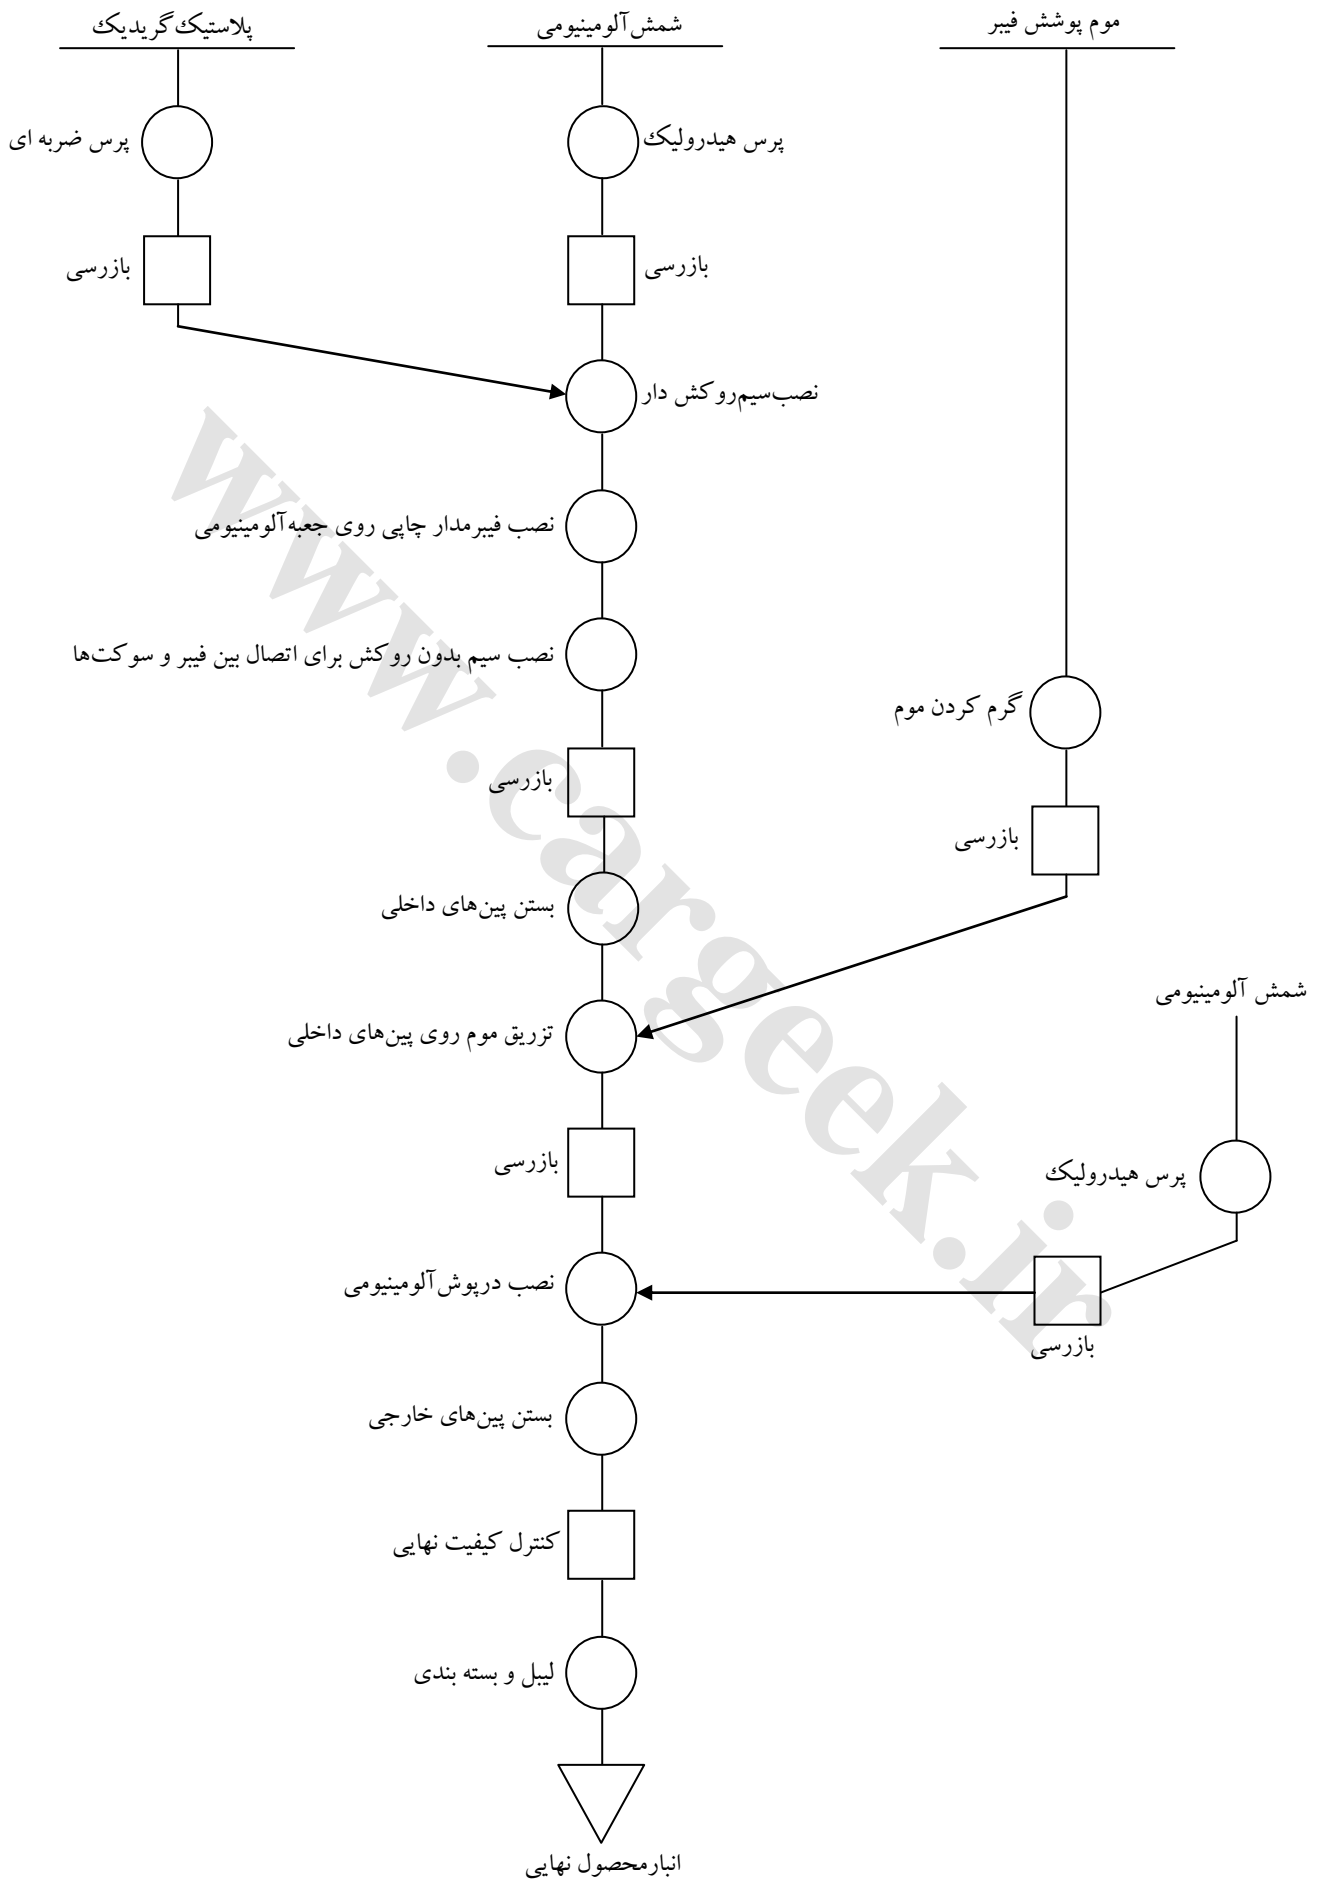 موم پوشش فیبر
شمش آلومینیومی
پلاستیک گریدیک
پرس هیدرولیک
پرس ضربه ای
بازرسی
بازرسی
نصب سیم روکش دار
نصب فیبرمدار چاپی روی جعبه آلومینیومی
نصب سیم بدون روکش برای اتصال بین فیبر و سوکت‌ها
گرم کردن موم
بازرسی
بازرسی
بستن پین‌های داخلی
شمش آلومینیومی
تزریق موم روی پین‌های داخلی
بازرسی
پرس هیدرولیک
نصب درپوش آلومینیومی
بازرسی
بستن پین‌های خارجی
کنترل کیفیت نهایی
لیبل و بسته بندی
انبارمحصول نهایی
www.cargeek.ir